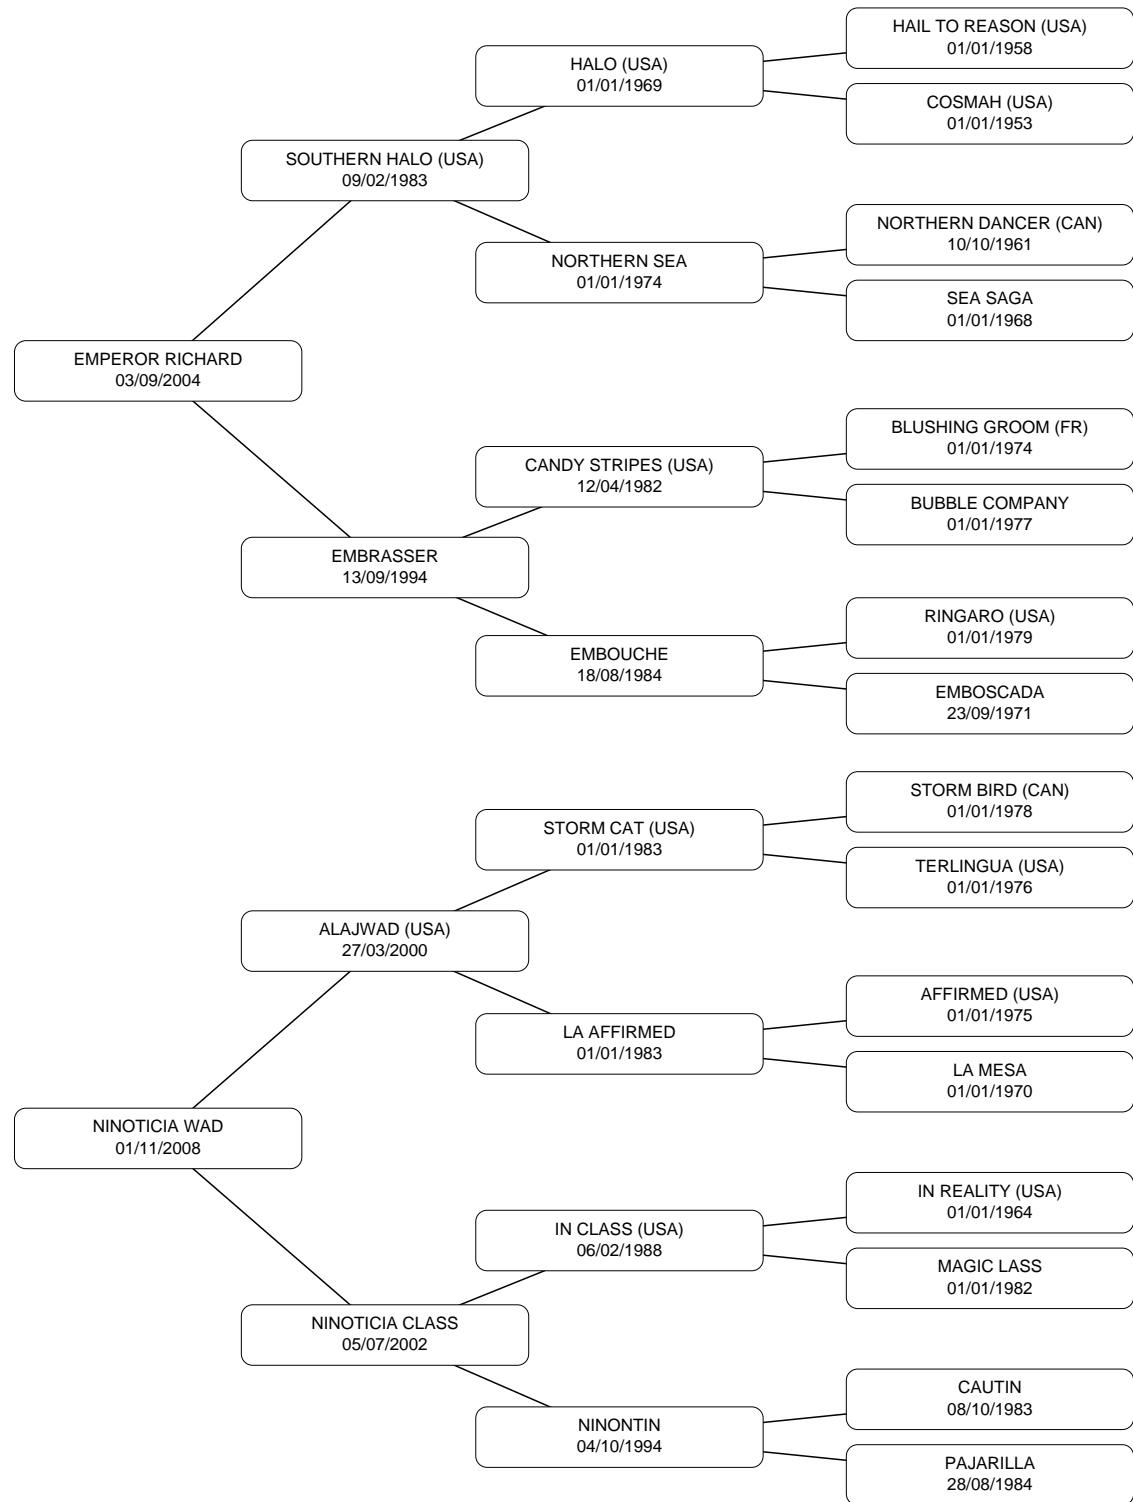 HAIL TO REASON (USA)
01/01/1958
HALO (USA)
01/01/1969
COSMAH (USA)
01/01/1953
SOUTHERN HALO (USA)
09/02/1983
NORTHERN DANCER (CAN)
10/10/1961
NORTHERN SEA
01/01/1974
SEA SAGA
01/01/1968
EMPEROR RICHARD
03/09/2004
BLUSHING GROOM (FR)
01/01/1974
CANDY STRIPES (USA)
12/04/1982
BUBBLE COMPANY
01/01/1977
EMBRASSER
13/09/1994
RINGARO (USA)
01/01/1979
EMBOUCHE
18/08/1984
EMBOSCADA
23/09/1971
STORM BIRD (CAN)
01/01/1978
STORM CAT (USA)
01/01/1983
TERLINGUA (USA)
01/01/1976
ALAJWAD (USA)
27/03/2000
AFFIRMED (USA)
01/01/1975
LA AFFIRMED
01/01/1983
LA MESA
01/01/1970
NINOTICIA WAD
01/11/2008
IN REALITY (USA)
01/01/1964
IN CLASS (USA)
06/02/1988
MAGIC LASS
01/01/1982
NINOTICIA CLASS
05/07/2002
CAUTIN
08/10/1983
NINONTIN
04/10/1994
PAJARILLA
28/08/1984